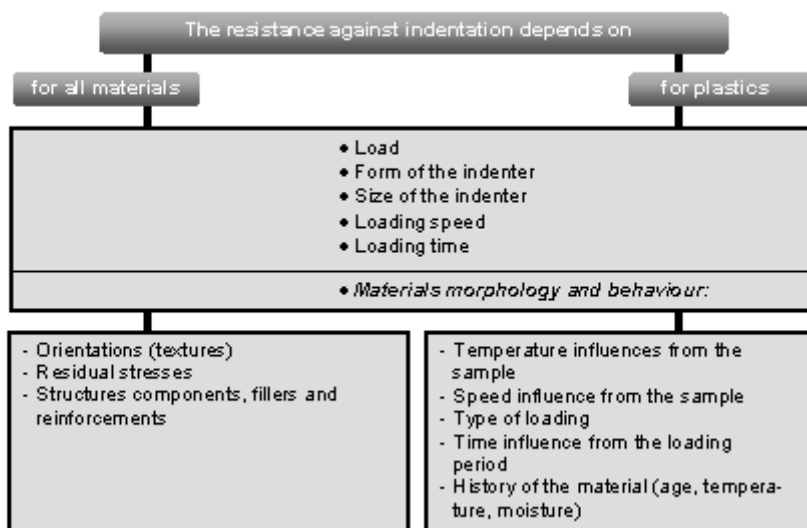 The resistance against indentation depends on
for all materials
for plastics
• Load
• Form of the indenter
• Size of the indenter
• Loading speed
• Loading time
• Materials morphology and behaviour:
- Orientations (textures)
- Residual stresses
- Structures components, fillers and
reinforcements
- Temperature influences from the
sample
- Speed influence from the sample
- Type of loading
- Time influence from the loading
period
- History of the material (age, tempera-
ture, moisture)